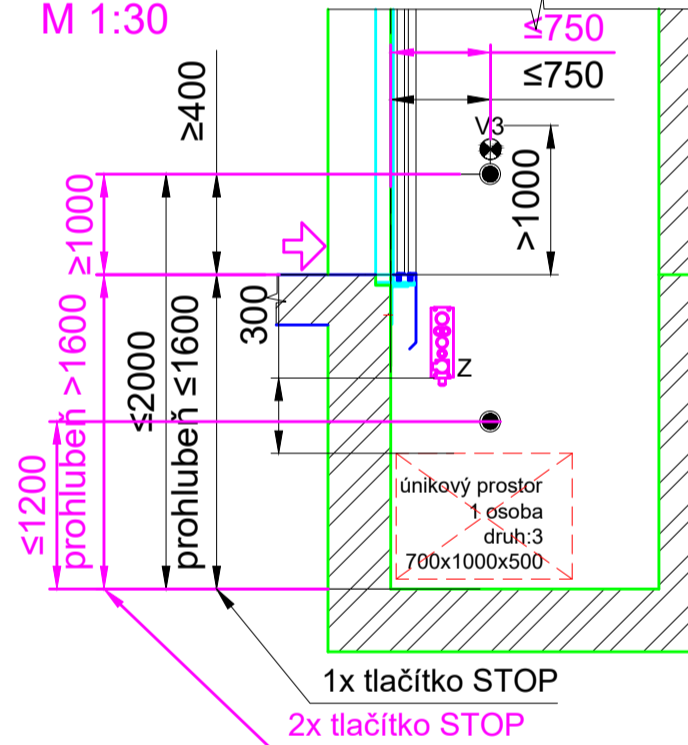 M 1:30
≤750
≤750
≥400
V3
>1000
≥1000
300
prohlubeň >1600
≤2000
prohlubeň ≤1600
Z
≤1200
únikový prostor
1 osoba
druh:3
700x1000x500
1x tlačítko STOP
2x tlačítko STOP